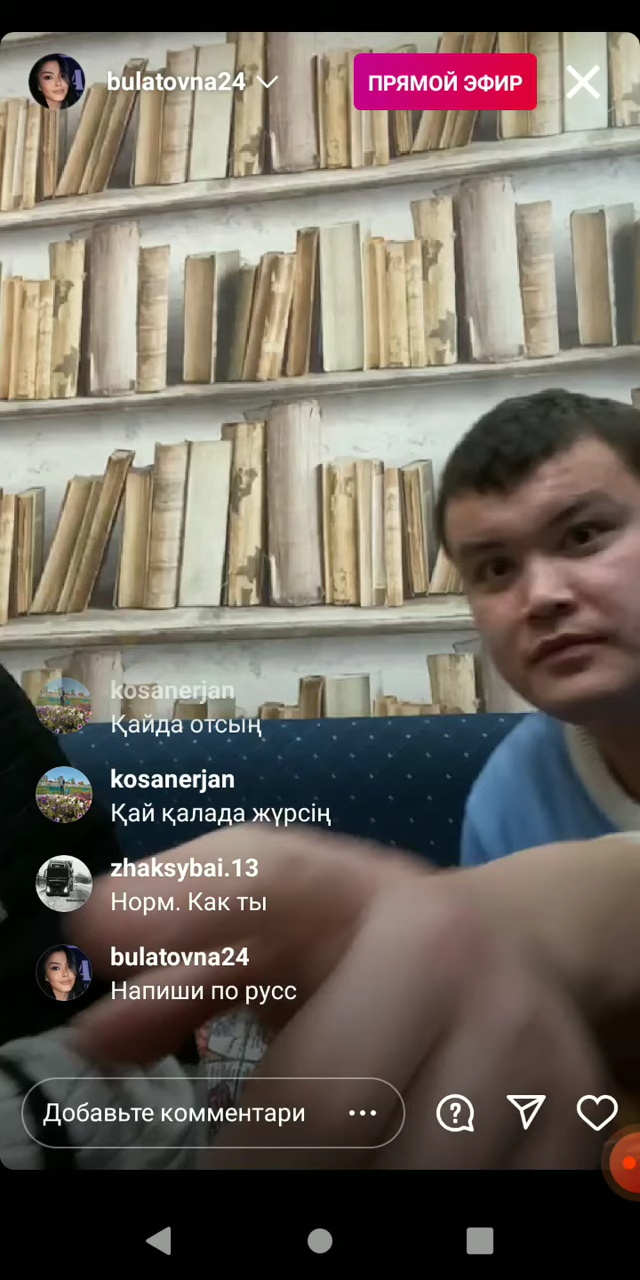 bulatovna24
ПРЯМОЙ ЭФИР
kosanerjan
Қайда отсың
kosanerjan
Қай қалада жүрсің
zhaksybai.13
Норм. Как ты
bulatovna24
Напиши по русс
Добавьте комментари